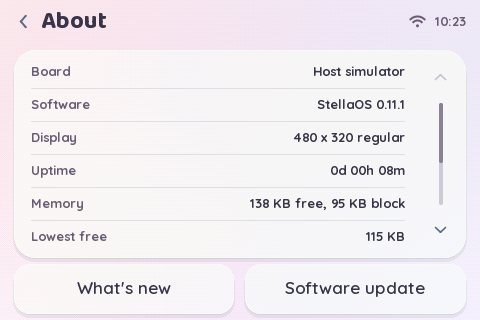 About
10:23
Board Host simulator
Software StellaOS 0.11.1
Display 480 x 320 regular
Uptime 0d 00h 08m
Memory 138 KB free, 95 KB block
Lowest free 115 KB
What's new Software update